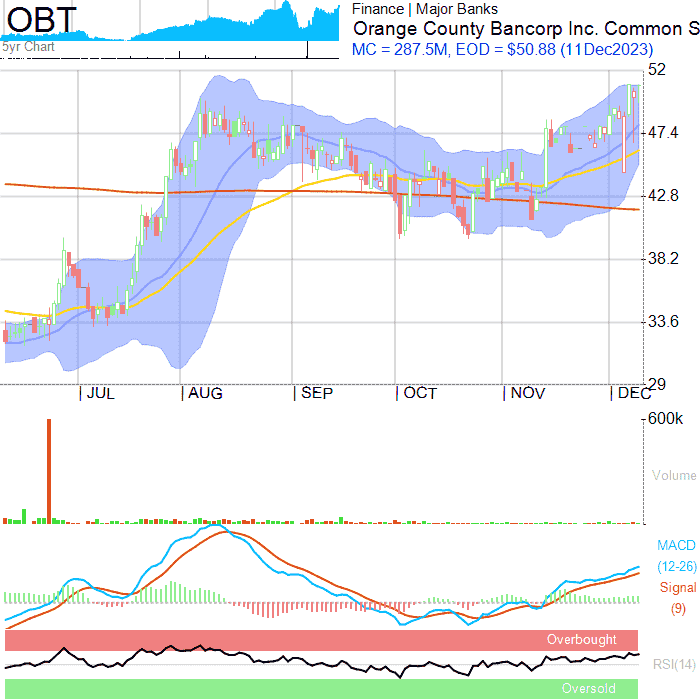 OBT
5yr Chart
Finance | Major Banks
Orange County Bancorp Inc. Common S
MC = 287.5M, EOD = $50.88 (11Dec2023)
52
47.4
42.8
38.2
33.6
29
JUL
AUG
SEP
OCT
NOV
DEC
600k
Volume
MACD
(12-26)
Signal
(9)
Overbought
RSI(14)
Oversold